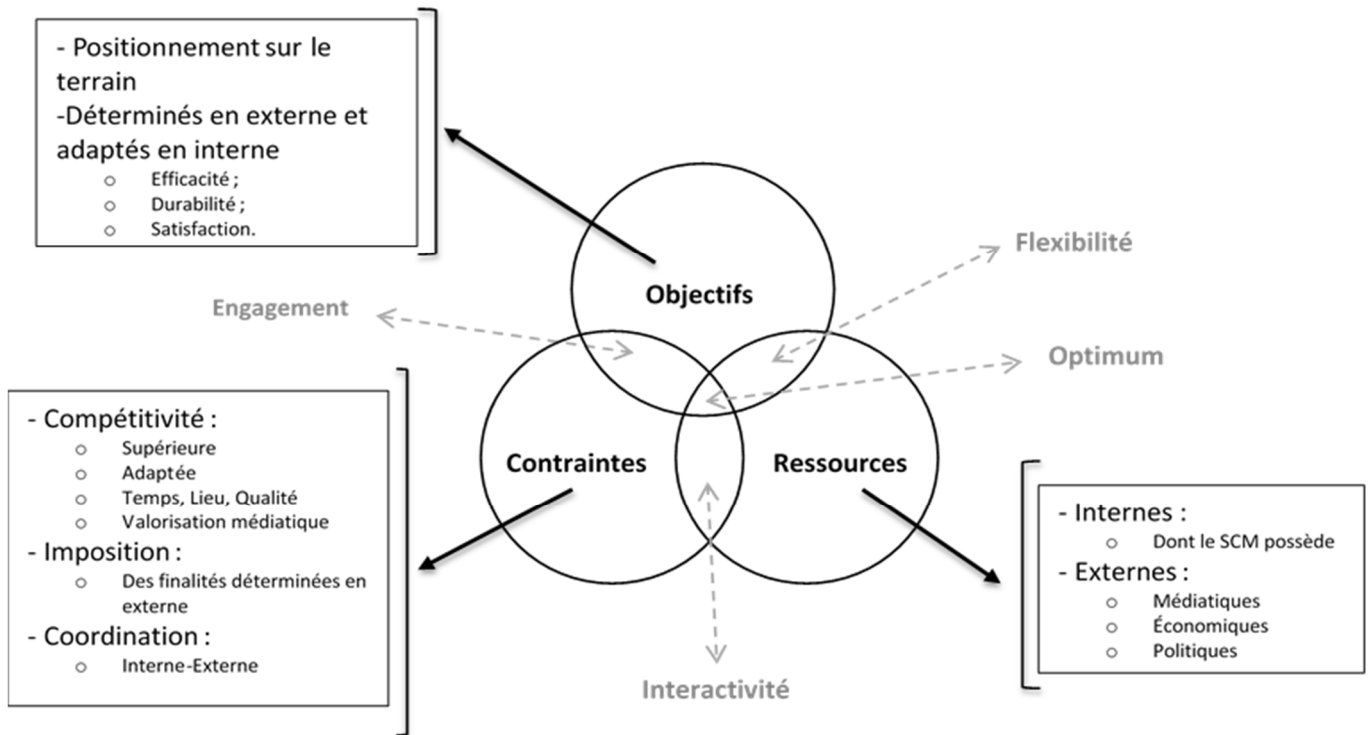 - Positionnement sur le
terrain
-Déterminés en externe et
adaptés en interne
o Efficacité ;
o Durabilité ;
o Satisfaction.
Flexibilité
Objectifs
Engagement
Optimum
- Compétitivité :
o Supérieure
o Adaptée
o Temps, Lieu, Qualité
o Valorisation médiatique
- Imposition :
o Des finalités déterminées en
externe
- Coordination :
o Interne-Externe
Contraintes
Ressources
- Internes :
o Dont le SCM possède
- Externes :
o Médiatiques
o Économiques
o Politiques
Interactivité